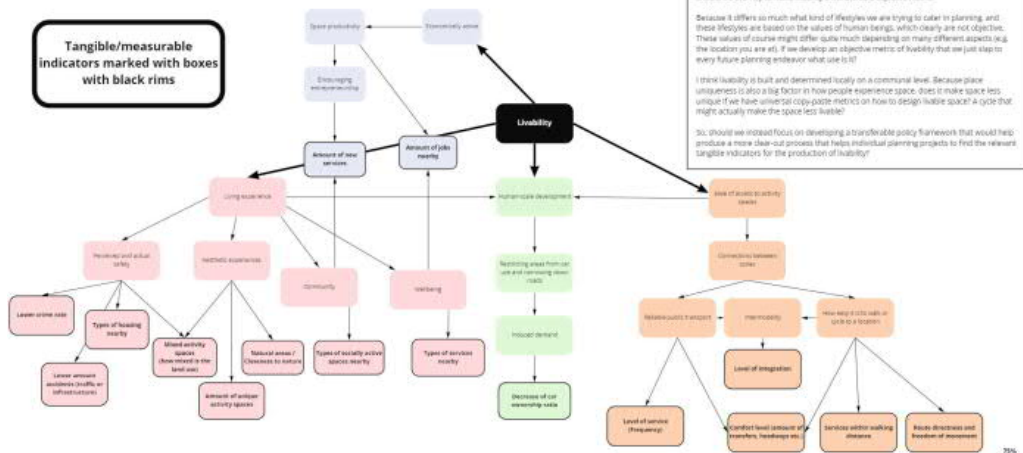 Tangible/measurable
indicators marked with boxes
with black rims
Space productivity
Economically active
Encouraging
entrepreneurship
Livability
Amount of new
services
Amount of jobs
nearby
Because it differs so much what kind of lifestyles we are trying to cater in planning, and
these lifestyles are based on the values of human beings, which clearly are not objective.
These values of course might differ quite much depending on many different aspects (e.g.
the location you are at). If we develop an objective metric of livability that we just slap to
every future planning endeavor what use is it?
I think livability is built and determined locally on a communal level. Because place
uniqueness is also a big factor in how people experience space, does it make space less
unique if we have universal copy-paste metrics on how to design livable space? A cycle that
might actually make the space less livable?
So, should we instead focus on developing a transferable policy framework that would help
produce a more clear-cut process that helps individual planning projects to find the relevant
tangible indicators for the production of livability?
Living experience
Human-scale development
Ease of access to activity
spaces
Perceived and actual
safety
Aesthetic experiences
Community
Wellbeing
Restricting areas from car
use and narrowing down
roads
Connections between
Lower crime rate
Types of housing
nearby
Mixed activity
spaces
(how mixed is the
land use)
Natural areas /
Closeness to nature
Types of socially active
spaces nearby
Types of services
nearby
Induced demand
Reliable public transport
Intermodality
How easy it is to walk or
cycle to a location
Lower amount
accidents (traffic or
infrastructure)
Amount of unique
activity spaces
Decrease of car
ownership ratio
Level of integration
Level of service
(Frequency)
Comfort level (amount of
transfers, headways etc.)
Services within walking
distance
Route directness and
freedom of movement